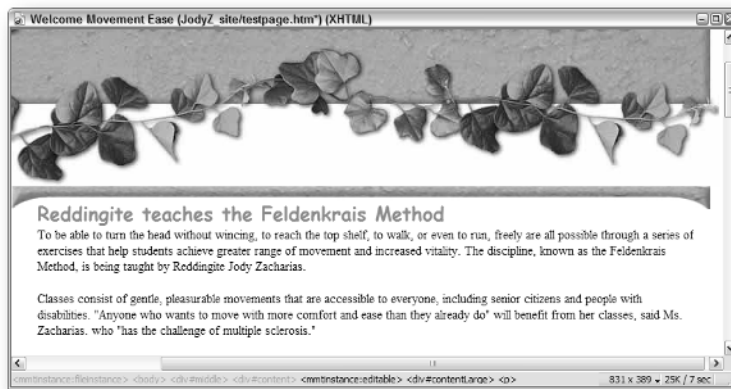 Welcome Movement Ease (JodyZ_site/testpage.htm*) (XHTML)
Reddingite teaches the Feldenkrais Method
To be able to turn the head without wincing, to reach the top shelf, to walk, or even to run, freely are all possible through a series of
exercises that help students achieve greater range of movement and increased vitality. The discipline, known as the Feldenkrais
Method, is being taught by Reddingite Jody Zacharias.
Classes consist of gentle, pleasurable movements that are accessible to everyone, including senior citizens and people with
disabilities. "Anyone who wants to move with more comfort and ease than they already do" will benefit from her classes, said Ms.
Zacharias. who "has the challenge of multiple sclerosis."
<mmtinstance:fileinstance> <body> <div#middle> <div#content> <mmtinstance:editable> <div#contentLarge> <p> 831 x 389 25K / 7 sec